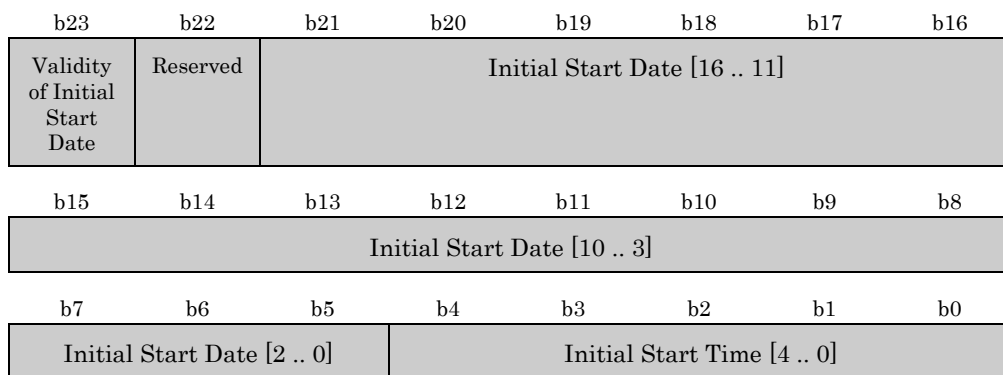 b23 b22 b21 b20 b19 b18 b17 b16
Validity of Initial Start Date Reserved Initial Start Date [16 .. 11]
b15 b14 b13 b12 b11 b10 b9 b8
Initial Start Date [10 .. 3]
b7 b6 b5 b4 b3 b2 b1 b0
Initial Start Date [2 .. 0] Initial Start Time [4 .. 0]